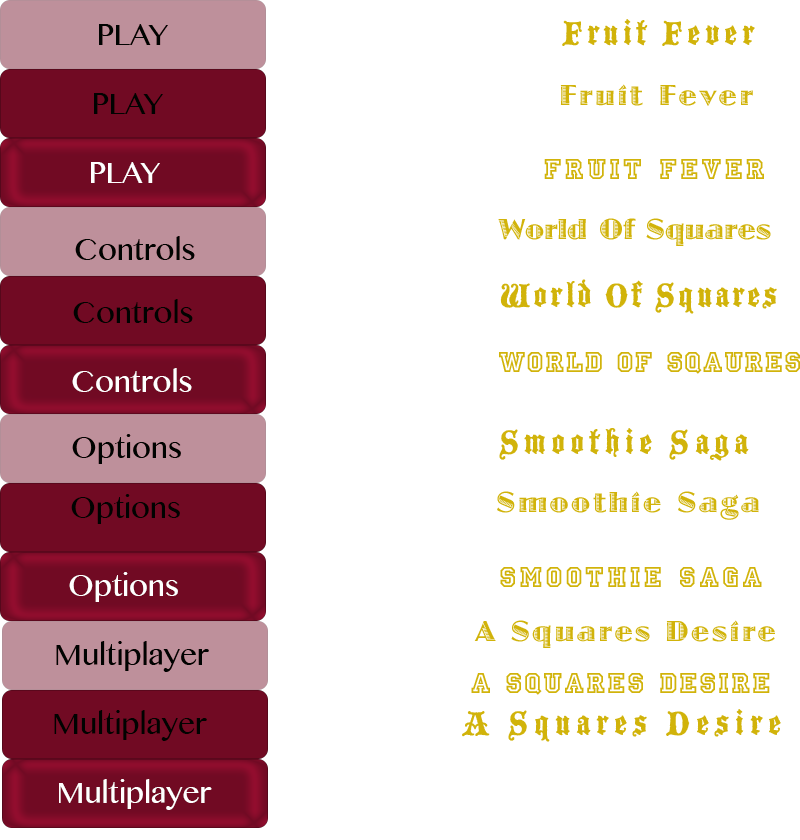 PLAY
PLAY
PLAY
Controls
Controls
Controls
Options
Options
Options
Multiplayer
Multiplayer
Multiplayer
Fruit Fever
Fruit Fever
FRUIT FEVER
World Of Squares
World Of Squares
WORLD OF SQAURES
Smoothie Saga
Smoothie Saga
SMOOTHIE SAGA
A Squares Desire
A SQUARES DESIRE
A Squares Desire